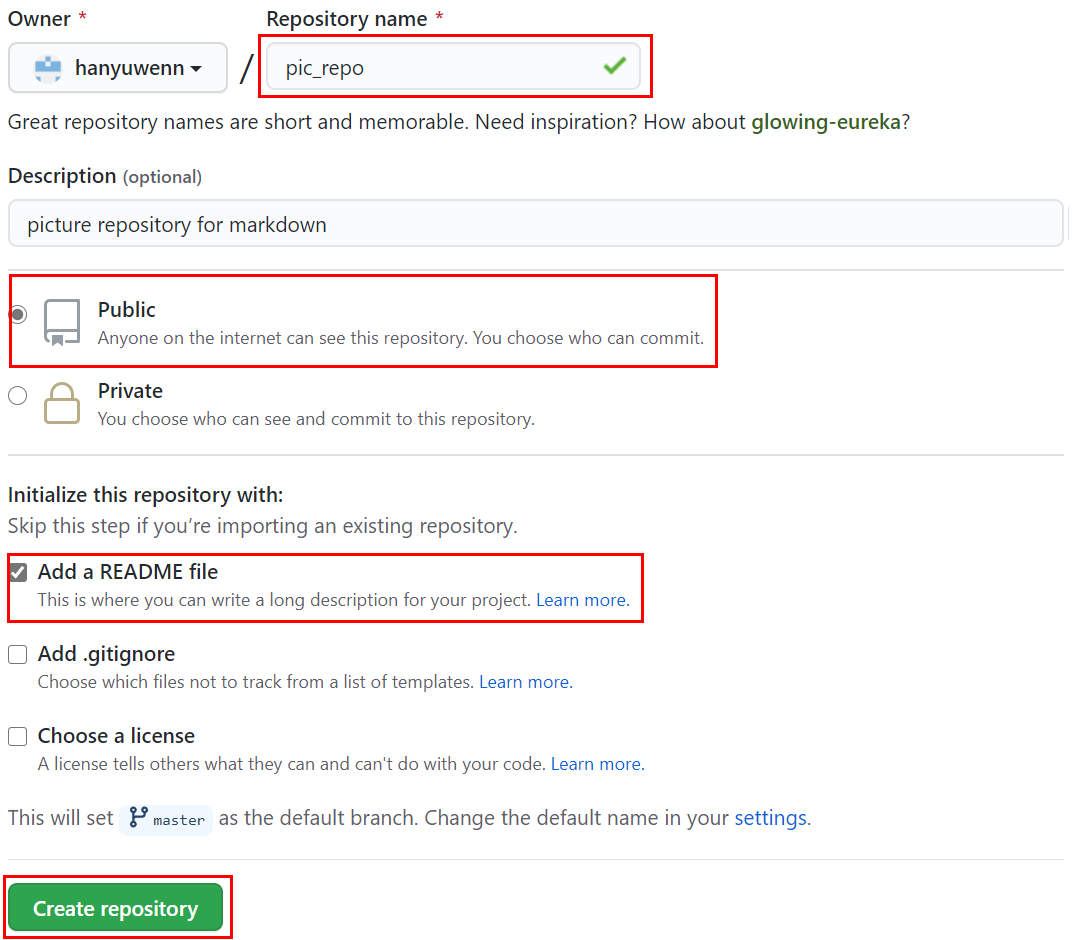 Owner * Repository name *
hanyuwenn / pic_repo
Great repository names are short and memorable. Need inspiration? How about glowing-eureka?
Description (optional)
picture repository for markdown
Public
Anyone on the internet can see this repository. You choose who can commit.
Private
You choose who can see and commit to this repository.
Initialize this repository with:
Skip this step if you’re importing an existing repository.
Add a README file
This is where you can write a long description for your project. Learn more.
Add .gitignore
Choose which files not to track from a list of templates. Learn more.
Choose a license
A license tells others what they can and can't do with your code. Learn more.
This will set master as the default branch. Change the default name in your settings.
Create repository